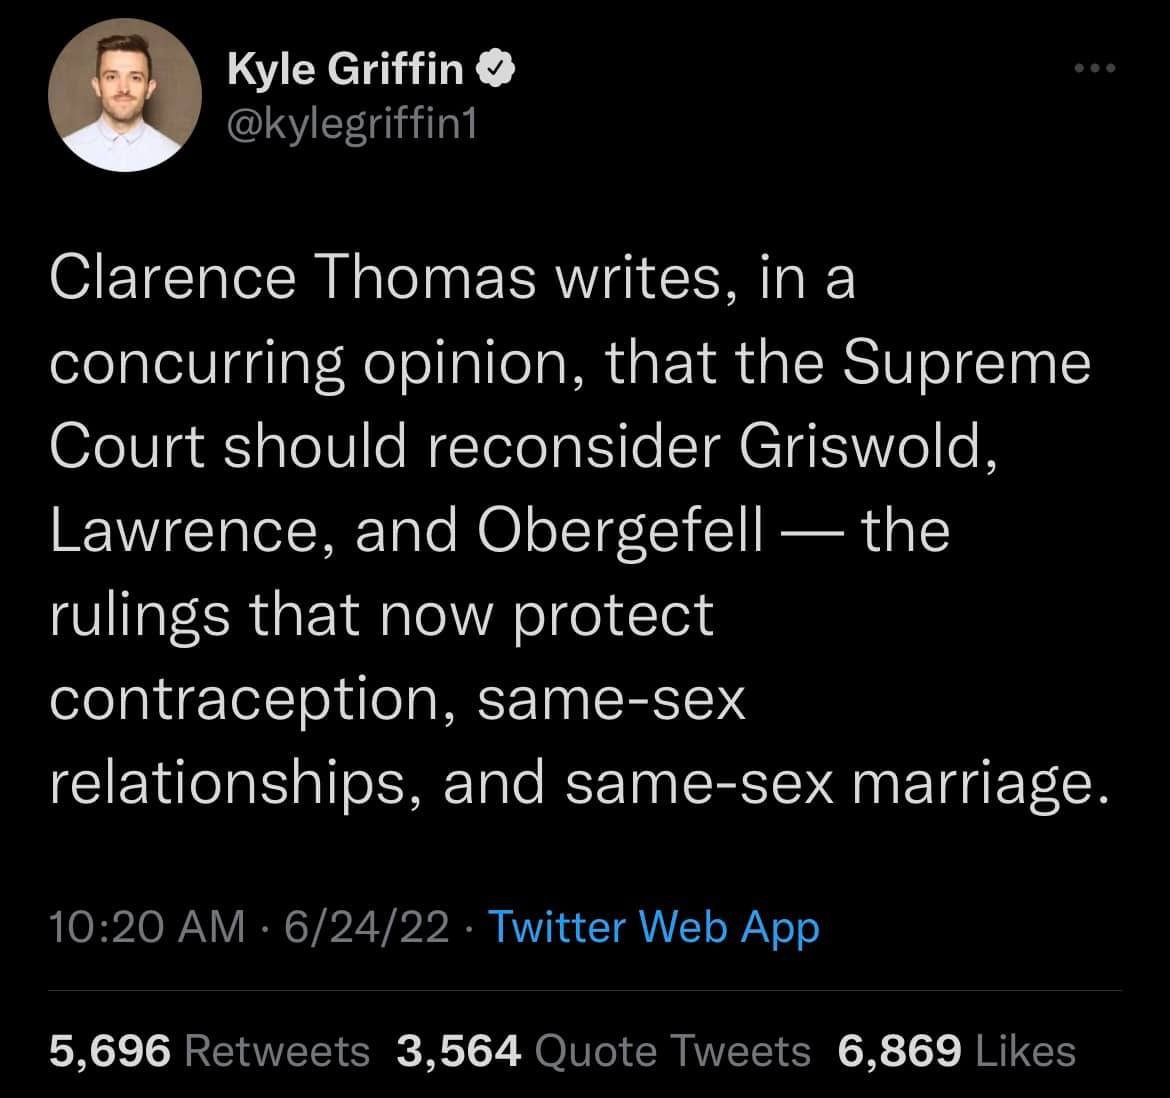 Kyle Griffin
@kylegriffin1
Clarence Thomas writes, in a
concurring opinion, that the Supreme
Court should reconsider Griswold,
Lawrence, and Obergefell — the
rulings that now protect
contraception, same-sex
relationships, and same-sex marriage.
10:20 AM · 6/24/22 · Twitter Web App
5,696 Retweets 3,564 Quote Tweets 6,869 Likes